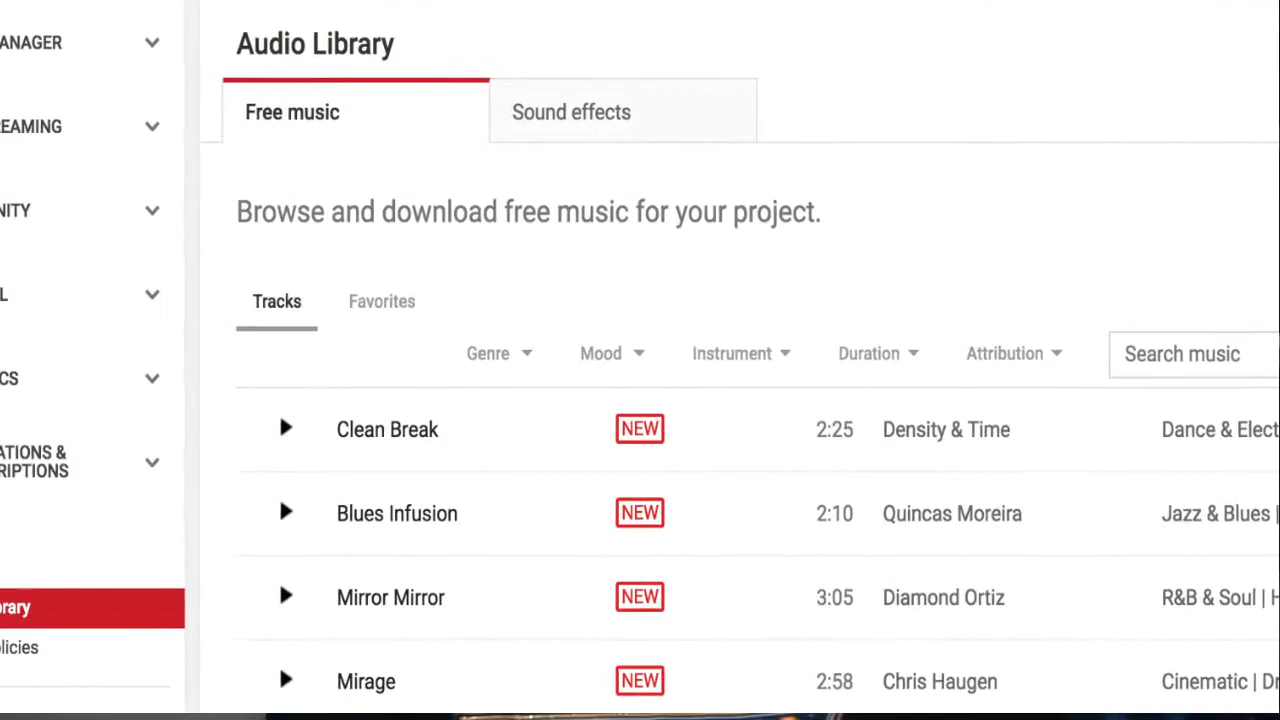 ANAGER
REAMING
NITY
L
CS
ATIONS &
RIPTIONS
brary
licies
Audio Library
Free music
Sound effects
Browse and download free music for your project.
Tracks
Favorites
Genre
Mood
Instrument
Duration
Attribution
Search music
Clean Break NEW 2:25 Density & Time Dance & Elect
Blues Infusion NEW 2:10 Quincas Moreira Jazz & Blues |
Mirror Mirror NEW 3:05 Diamond Ortiz R&B & Soul | H
Mirage NEW 2:58 Chris Haugen Cinematic | Dr